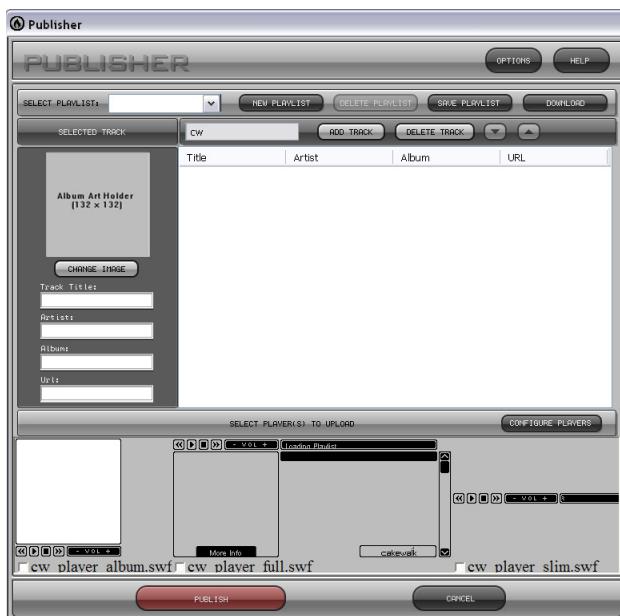 Publisher
PUBLISHER
OPTIONS
HELP
SELECT PLAYLIST:
NEW PLAYLIST
DELETE PLAYLIST
SAVE PLAYLIST
DOWNLOAD
SELECTED TRACK
cw
ADD TRACK
DELETE TRACK
Title Artist Album URL
Album Art Holder
(132 x 132)
CHANGE IMAGE
Track Title:
Artist:
Album:
Url:
SELECT PLAYER(S) TO UPLOAD
CONFIGURE PLAYERS
- VOL +
Loading Playlist
- VOL +
- VOL +
More Info
cakewalk
cw_player_album.swf
cw_player_full.swf
cw_player_slim.swf
PUBLISH
CANCEL